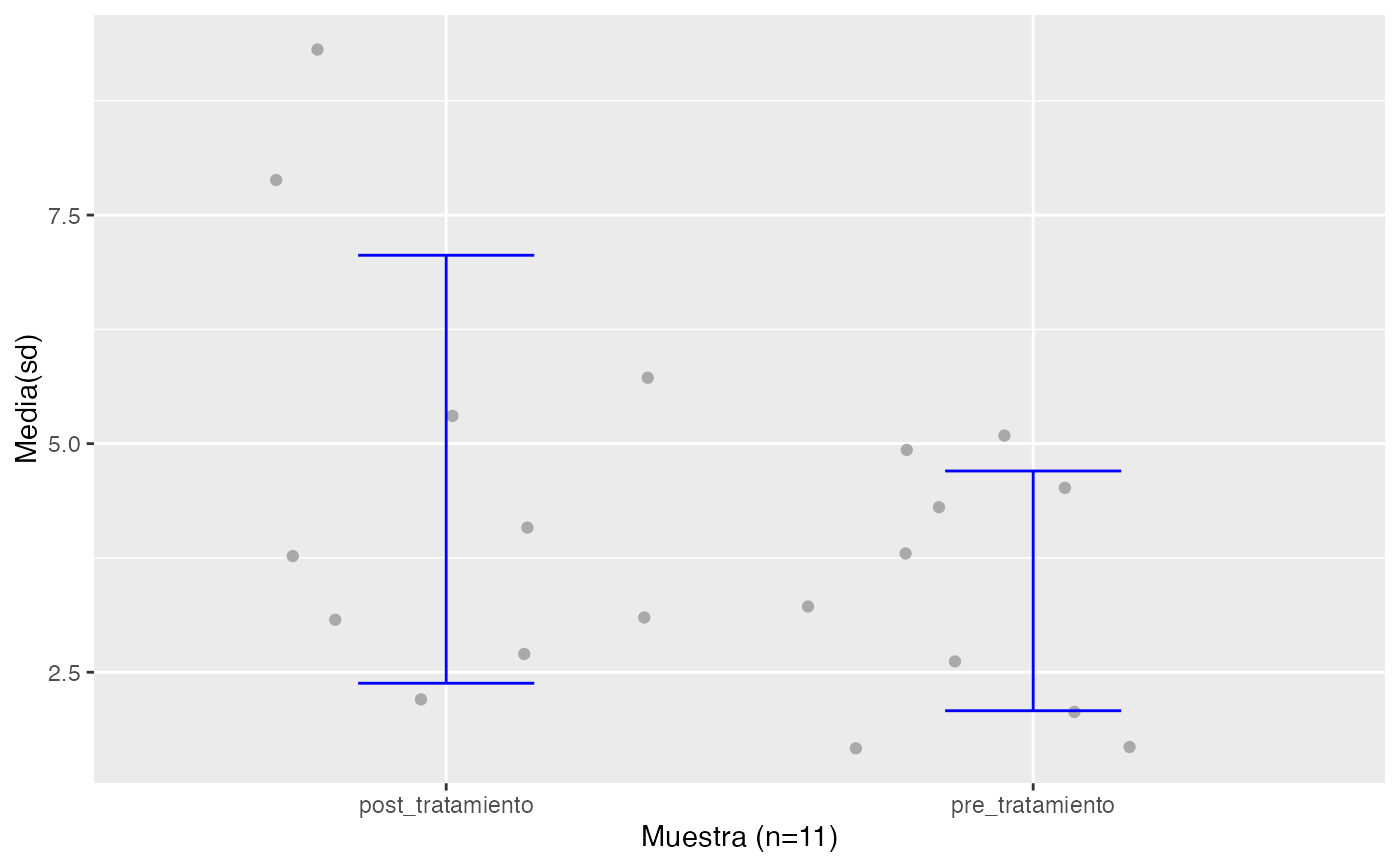 Media(sd)
7.5
5.0
2.5
post_tratamiento
pre_tratamiento
Muestra (n=11)